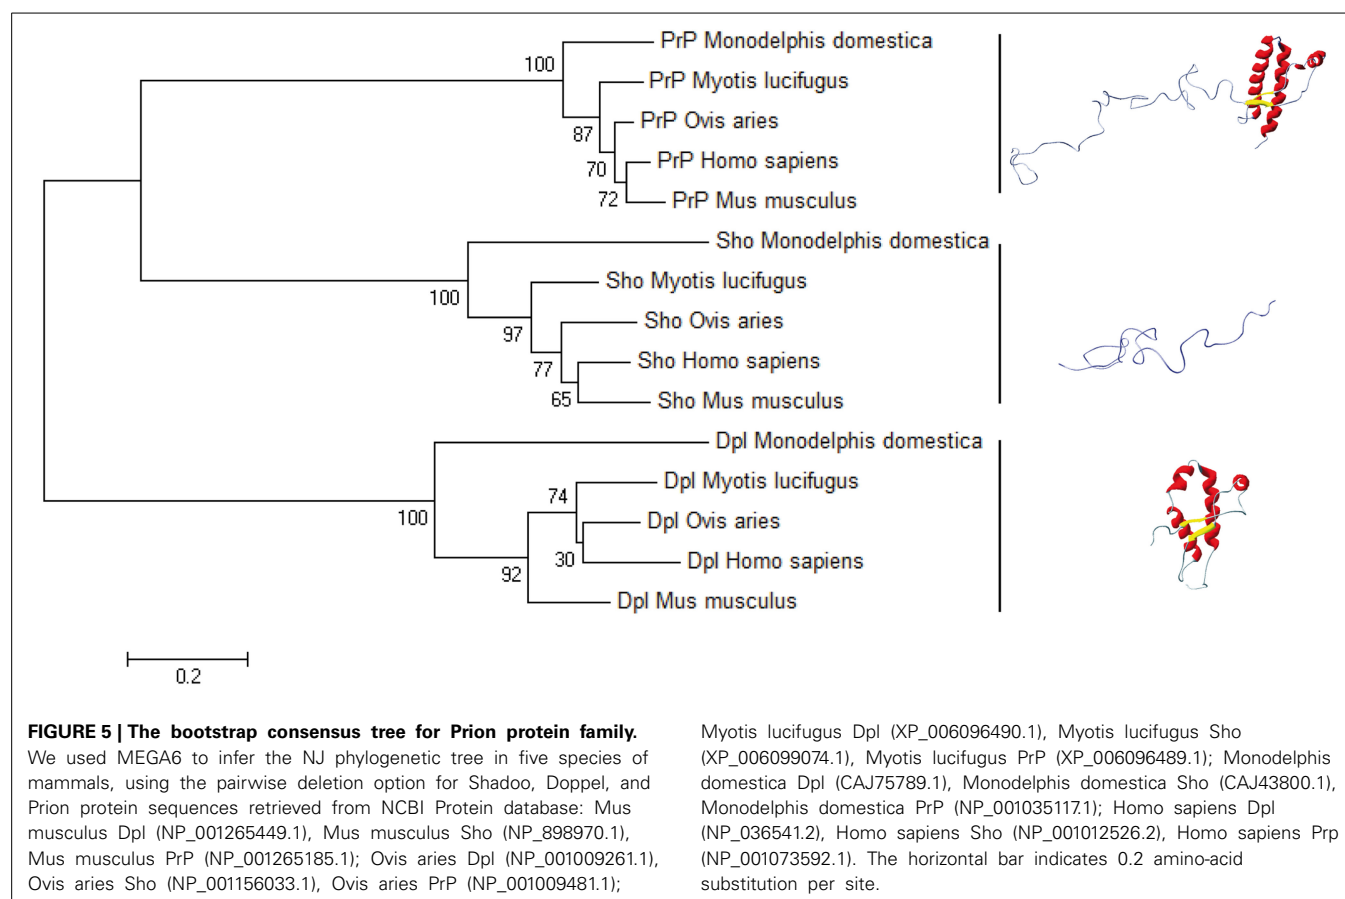 PrP Monodelphis domestica
100
PrP Myotis lucifugus
87
PrP Ovis aries
70
PrP Homo sapiens
72
PrP Mus musculus
Sho Monodelphis domestica
100
Sho Myotis lucifugus
97
Sho Ovis aries
77
Sho Homo sapiens
65
Sho Mus musculus
Dpl Monodelphis domestica
100
Dpl Myotis lucifugus
74
Dpl Ovis aries
30
Dpl Homo sapiens
92
Dpl Mus musculus
0.2
FIGURE 5 | The bootstrap consensus tree for Prion protein family.
We used MEGA6 to infer the NJ phylogenetic tree in five species of
mammals, using the pairwise deletion option for Shadoo, Doppel, and
Prion protein sequences retrieved from NCBI Protein database: Mus
musculus Dpl (NP_001265449.1), Mus musculus Sho (NP_898970.1),
Mus musculus PrP (NP_001265185.1); Ovis aries Dpl (NP_001009261.1),
Ovis aries Sho (NP_001156033.1), Ovis aries PrP (NP_001009481.1);
Myotis lucifugus Dpl (XP_006096490.1), Myotis lucifugus Sho
(XP_006099074.1), Myotis lucifugus PrP (XP_006096489.1); Monodelphis
domestica Dpl (CAJ75789.1), Monodelphis domestica Sho (CAJ43800.1),
Monodelphis domestica PrP (NP_001035117.1); Homo sapiens Dpl
(NP_036541.2), Homo sapiens Sho (NP_001012526.2), Homo sapiens Prp
(NP_001073592.1). The horizontal bar indicates 0.2 amino-acid
substitution per site.